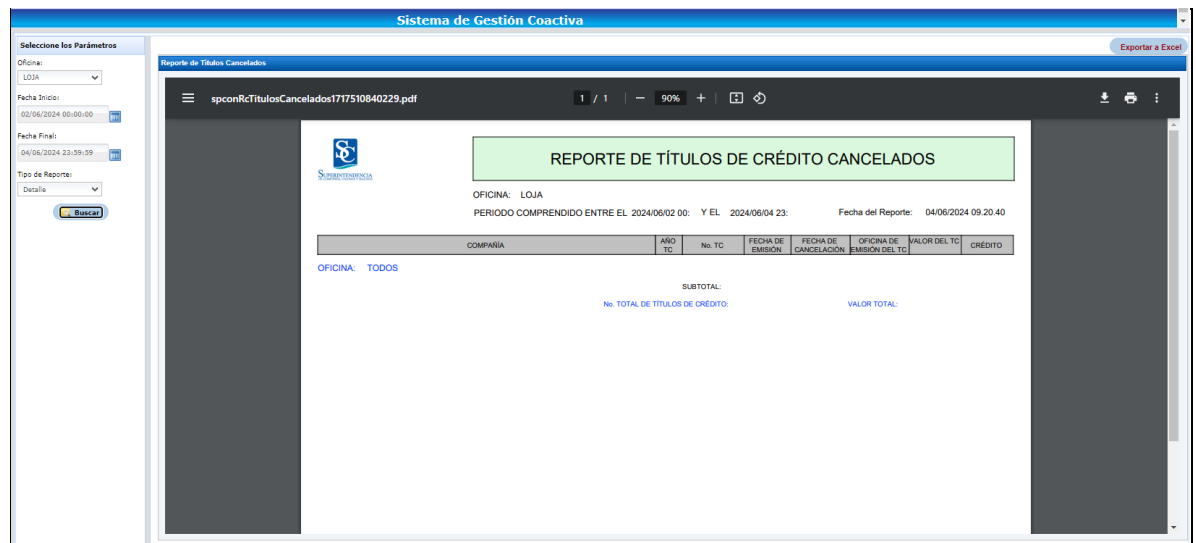 Sistema de Gestión Coactiva
Seleccione los Parámetros
Exportar a Excel
Oficina:
LOJA
Fecha Inicio:
02/06/2024 00:00:00
Fecha Final:
04/06/2024 23:59:59
Tipo de Reporte:
Detalle
Buscar
Reporte de Títulos Cancelados
spconRcTitulosCancelados1717510840229.pdf
1 / 1
90%
SC
SUPERINTENDENCIA
REPORTE DE TÍTULOS DE CRÉDITO CANCELADOS
OFICINA: LOJA
PERIODO COMPRENDIDO ENTRE EL 2024/06/02 00: Y EL 2024/06/04 23: Fecha del Reporte: 04/06/2024 09.20.40
COMPAÑÍA
AÑO TC
No. TC
FECHA DE EMISIÓN
FECHA DE CANCELACIÓN
OFICINA DE EMISIÓN DEL TC
VALOR DEL TC
CRÉDITO
OFICINA: TODOS
SUBTOTAL:
No. TOTAL DE TÍTULOS DE CRÉDITO: VALOR TOTAL: